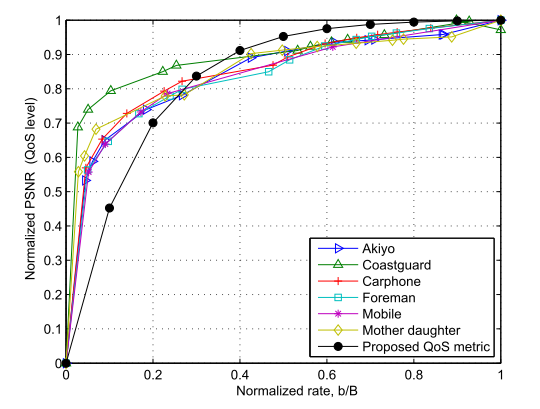 1
0.9
0.8
0.7
0.6
0.5
0.4
0.3
0.2
0.1
0
Normalized PSNR (QoS level)
Akiyo
Coastguard
Carphone
Foreman
Mobile
Mother daughter
Proposed QoS metric
0 0.2 0.4 0.6 0.8 1
Normalized rate, b/B